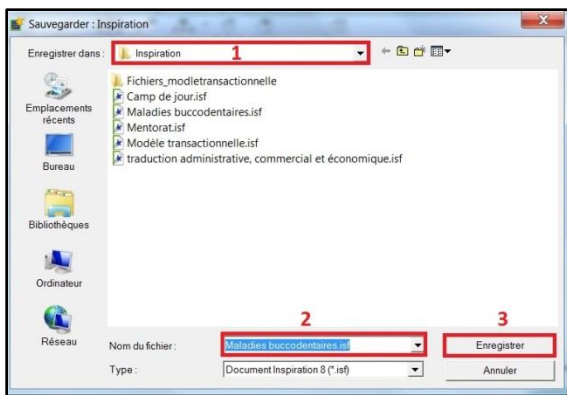 Sauvegarder : Inspiration
Enregistrer dans :
Inspiration
1
Fichiers_modletransactionnelle
Camp de jour.isf
Maladies buccodentaires.isf
Mentorat.isf
Modèle transactionnelle.isf
traduction administrative, commercial et économique.isf
Emplacements
récents
Bureau
Bibliothèques
Ordinateur
Réseau
2
3
Nom du fichier :
Maladies buccodentaires.isf
Enregistrer
Type :
Document Inspiration 8 (*.isf)
Annuler